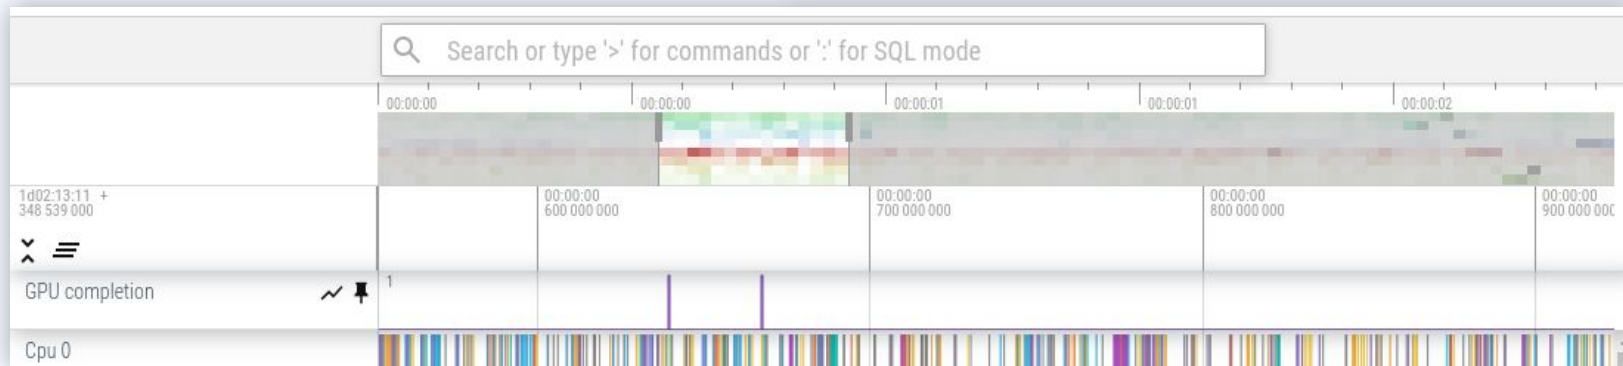 Search or type '>' for commands or ':' for SQL mode
00:00:00 00:00:00 00:00:01 00:00:01 00:00:02
1d02:13:11 +
348 539 000
00:00:00 00:00:00 00:00:00 00:00:00
600 000 000 700 000 000 800 000 000 900 000 00C
GPU completion 1
Cpu 0